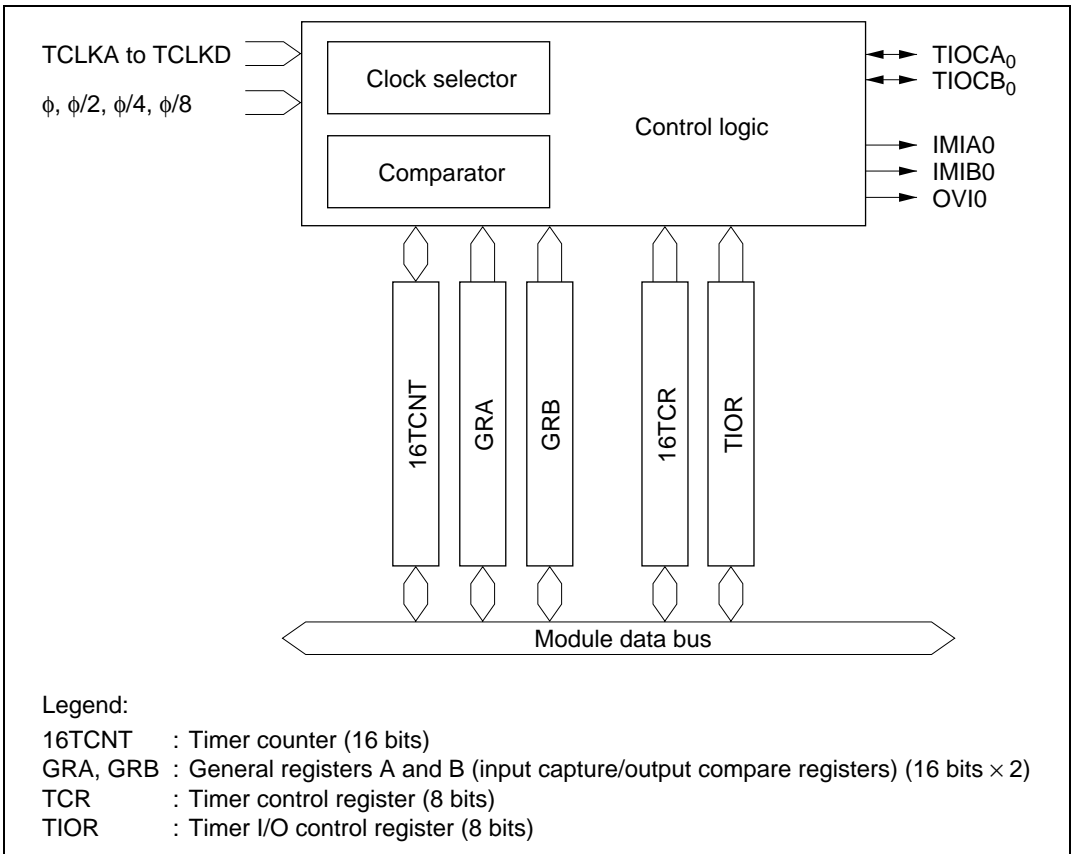 TCLKA to TCLKD
ϕ, ϕ/2, ϕ/4, ϕ/8
Clock selector
Comparator
Control logic
TIOCA₀
TIOCB₀
IMIA0
IMIB0
OVI0
16TCNT
GRA
GRB
16TCR
TIOR
Module data bus
Legend:
16TCNT : Timer counter (16 bits)
GRA, GRB : General registers A and B (input capture/output compare registers) (16 bits × 2)
TCR : Timer control register (8 bits)
TIOR : Timer I/O control register (8 bits)